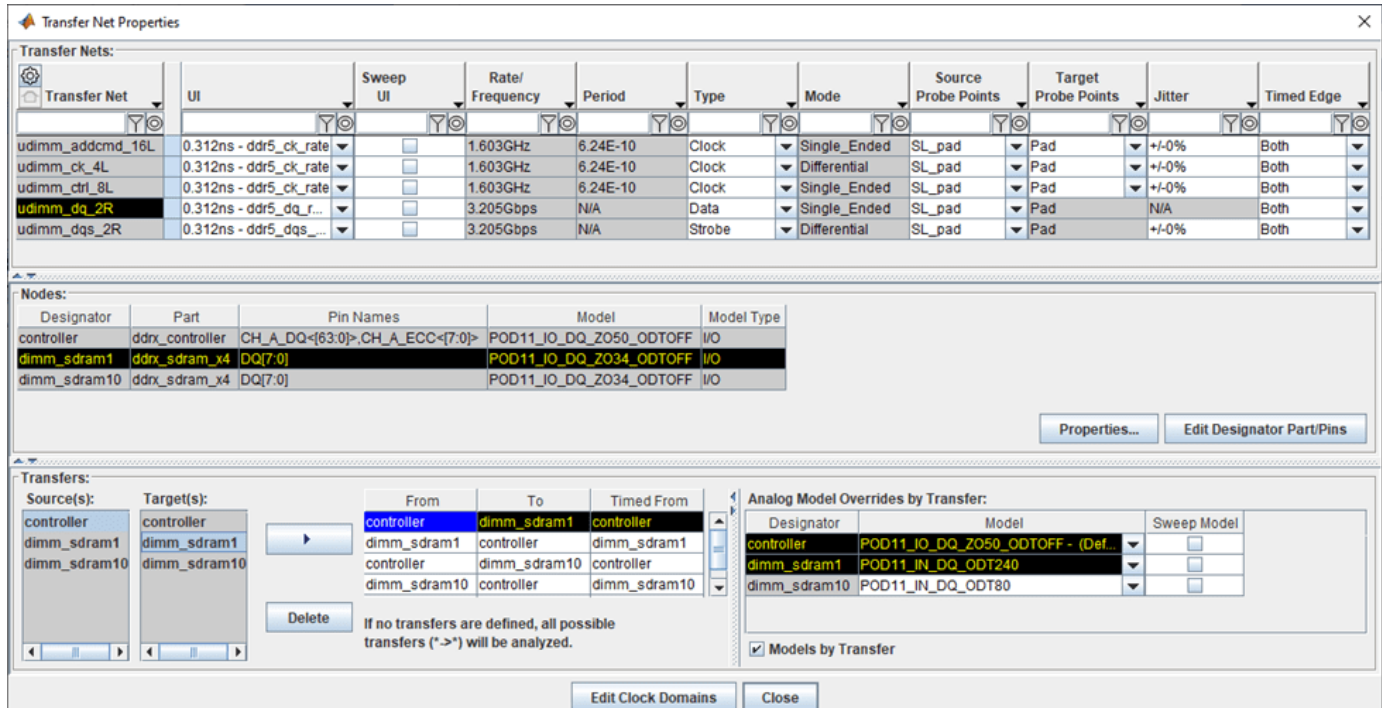 Transfer Net Properties
Transfer Nets:
Sweep Rate/ Source Target
Transfer Net UI UI Frequency Period Type Mode Probe Points Probe Points Jitter Timed Edge
udimm_addcmd_16L 0.312ns - ddr5_ck_rate 1.603GHz 6.24E-10 Clock Single_Ended SL_pad Pad +/-0% Both
udimm_ck_4L 0.312ns - ddr5_ck_rate 1.603GHz 6.24E-10 Clock Differential SL_pad Pad +/-0% Both
udimm_ctrl_8L 0.312ns - ddr5_ck_rate 1.603GHz 6.24E-10 Clock Single_Ended SL_pad Pad +/-0% Both
udimm_dq_2R 0.312ns - ddr5_dq_r... 3.205Gbps N/A Data Single_Ended SL_pad Pad N/A Both
udimm_dqs_2R 0.312ns - ddr5_dqs_... 3.205Gbps N/A Strobe Differential SL_pad Pad +/-0% Both
Nodes:
Designator Part Pin Names Model Model Type
controller ddrx_controller CH_A_DQ<[63:0]>,CH_A_ECC<[7:0]> POD11_IO_DQ_ZO50_ODTOFF I/O
dimm_sdram1 ddrx_sdram_x4 DQ[7:0] POD11_IO_DQ_ZO34_ODTOFF I/O
dimm_sdram10 ddrx_sdram_x4 DQ[7:0] POD11_IO_DQ_ZO34_ODTOFF I/O
Properties... Edit Designator Part/Pins
Transfers:
Source(s): Target(s):
controller controller
dimm_sdram1 dimm_sdram1
dimm_sdram10 dimm_sdram10
Delete
From To Timed From
controller dimm_sdram1 controller
dimm_sdram1 controller dimm_sdram1
controller dimm_sdram10 controller
dimm_sdram10 controller dimm_sdram10
If no transfers are defined, all possible
transfers (*->*) will be analyzed.
Analog Model Overrides by Transfer:
Designator Model Sweep Model
controller POD11_IO_DQ_ZO50_ODTOFF - (Def...
dimm_sdram1 POD11_IN_DQ_ODT240
dimm_sdram10 POD11_IN_DQ_ODT80
Models by Transfer
Edit Clock Domains Close